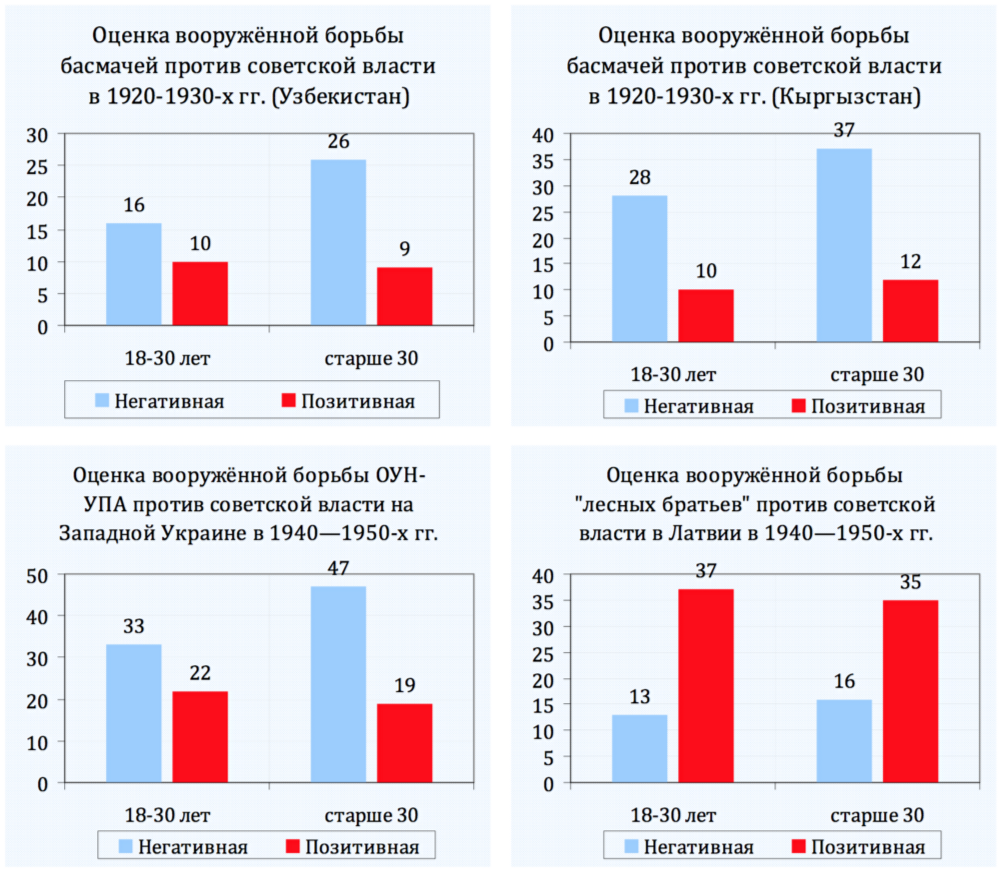 Оценка вооружённой борьбы
басмачей против советской власти
в 1920-1930-х гг. (Узбекистан)
30
25
20
15
10
5
0
16
10
26
9
18-30 лет
старше 30
Негативная Позитивная
Оценка вооружённой борьбы
басмачей против советской власти
в 1920-1930-х гг. (Кыргызстан)
40
35
30
25
20
15
10
5
0
28
10
37
12
18-30 лет
старше 30
Негативная Позитивная
Оценка вооружённой борьбы ОУН-
УПА против советской власти на
Западной Украине в 1940—1950-х гг.
50
40
30
20
10
0
33
22
47
19
18-30 лет
старше 30
Негативная Позитивная
Оценка вооружённой борьбы
"лесных братьев" против советской
власти в Латвии в 1940—1950-х гг.
40
35
30
25
20
15
10
5
0
13
37
16
35
18-30 лет
старше 30
Негативная Позитивная